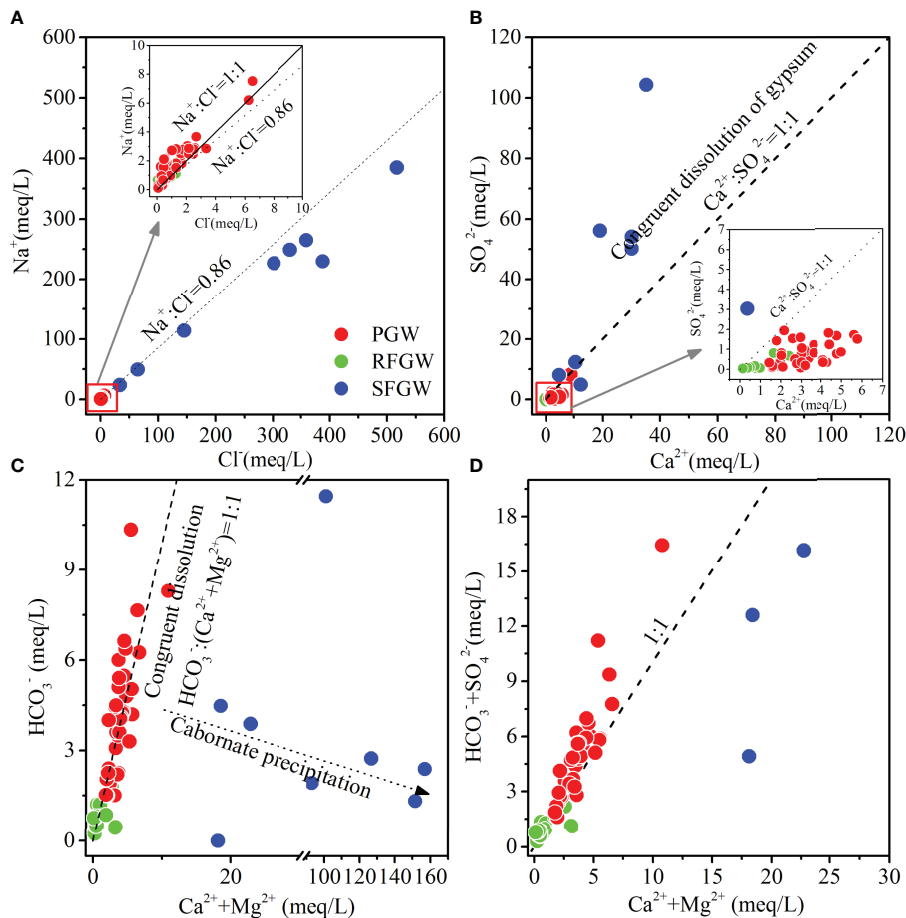 A
600
500
400
300
200
100
0
Na⁺(meq/L)
0 100 200 300 400 500 600
Cl⁻(meq/L)
Na⁺:Cl⁻=0.86
PGW
RFGW
SFGW
10
8
6
4
2
0
Na⁺(meq/L)
0 2 4 6 8 10
Cl⁻(meq/L)
Na⁺:Cl⁻=1:1
Na⁺:Cl⁻=0.86
B
120
100
80
60
40
20
0
SO₄²⁻(meq/L)
0 20 40 60 80 100 120
Ca²⁺(meq/L)
Congruent dissolution of gypsum
Ca²⁺:SO₄²⁻=1:1
7
6
5
4
3
2
1
0
SO₄²⁻(meq/L)
0 1 2 3 4 5 6 7
Ca²⁺(meq/L)
Ca²⁺:SO₄²⁻=1:1
C
12
9
6
3
0
HCO₃⁻ (meq/L)
0 20 100 120 140 160
Ca²⁺+Mg²⁺ (meq/L)
Congruent dissolution
HCO₃⁻:(Ca²⁺+Mg²⁺)=1:1
Cabornate precipitation
D
18
15
12
9
6
3
0
HCO₃⁻+SO₄²⁻(meq/L)
0 5 10 15 20 25 30
Ca²⁺+Mg²⁺ (meq/L)
1:1